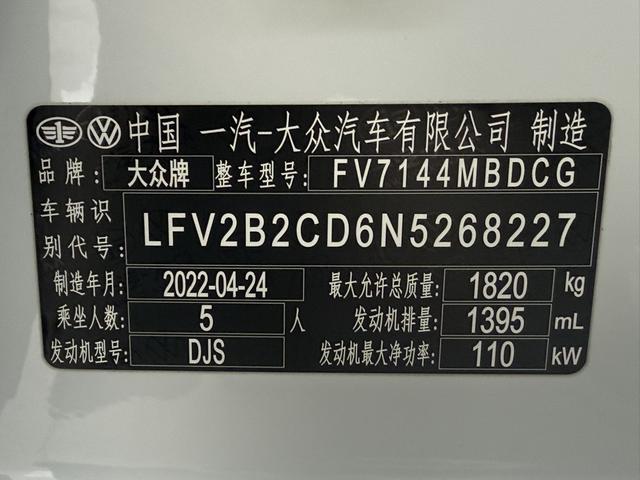 中国 一汽-大众汽车有限公司 制造
品牌: 大众牌 整车型号: FV7144MBDCG
车辆识别代号: LFV2B2CD6N5268227
制造年月: 2022-04-24 最大允许总质量: 1820 kg
乘坐人数: 5 人 发动机排量: 1395 mL
发动机型号: DJS 发动机最大净功率: 110 kW